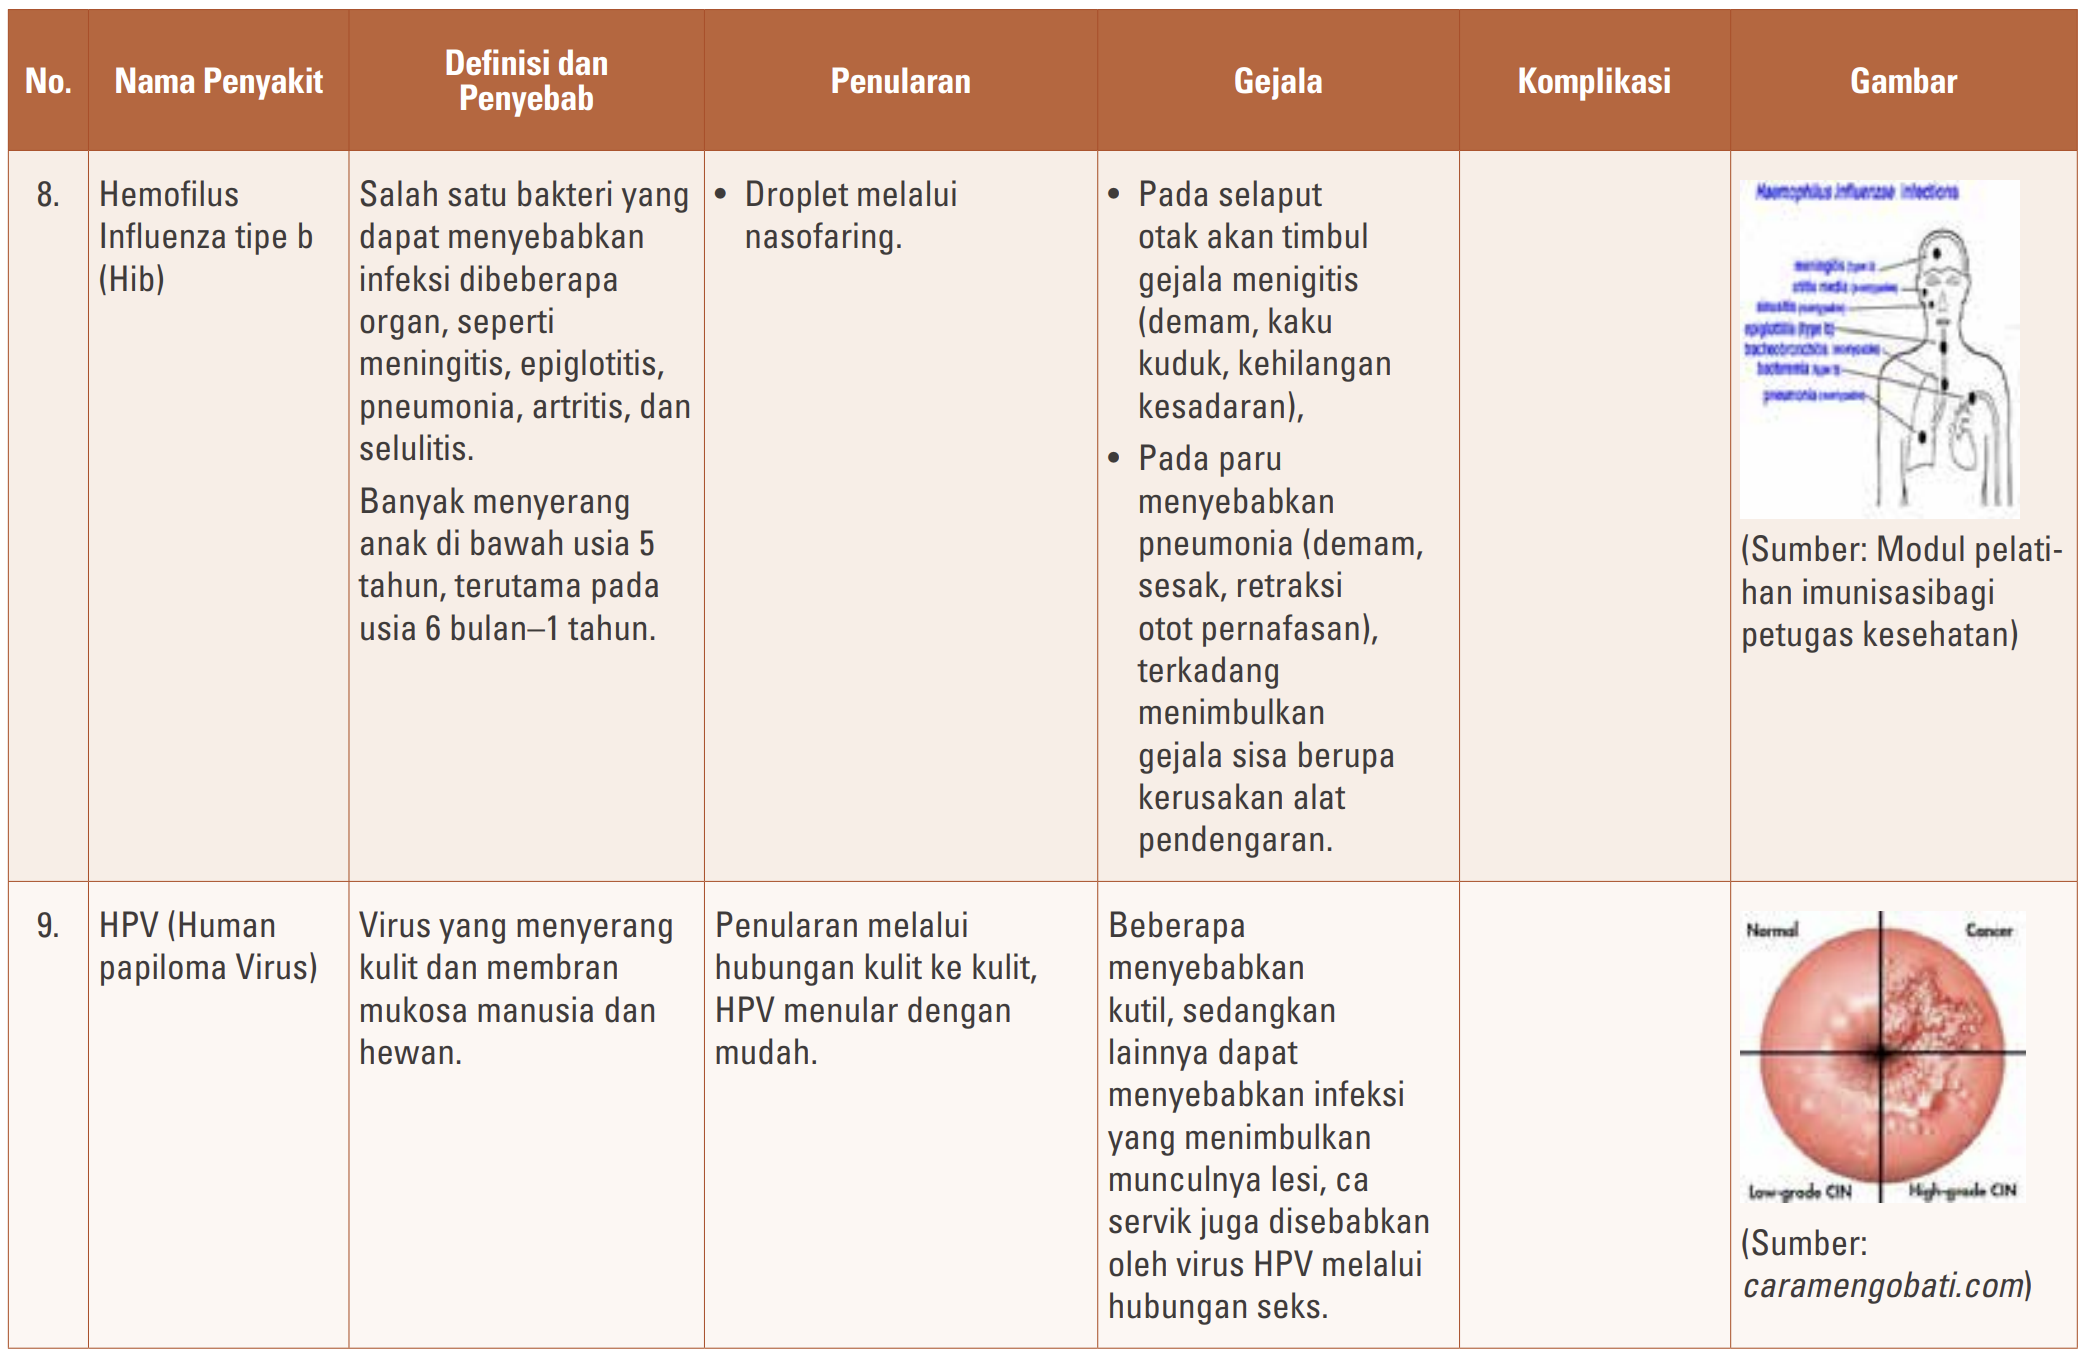 No.
Nama Penyakit
Definisi dan
Penyebab
Penularan
Gejala
Komplikasi
Gambar
8.
Hemofilus
Influenza tipe b
(Hib)
Salah satu bakteri yang
dapat menyebabkan
infeksi dibeberapa
organ, seperti
meningitis, epiglotitis,
pneumonia, artritis, dan
selulitis.
Banyak menyerang
anak di bawah usia 5
tahun, terutama pada
usia 6 bulan–1 tahun.
• Droplet melalui
nasofaring.
• Pada selaput
otak akan timbul
gejala menigitis
(demam, kaku
kuduk, kehilangan
kesadaran),
• Pada paru
menyebabkan
pneumonia (demam,
sesak, retraksi
otot pernafasan),
terkadang
menimbulkan
gejala sisa berupa
kerusakan alat
pendengaran.
Haemophilus influenzae infections
meningitis (type b)
otitis media
sinusitis
epiglottitis (type b)
tracheobronchitis
bacteremia (type b)
pneumonia
(Sumber: Modul pelati-
han imunisasibagi
petugas kesehatan)
9.
HPV (Human
papiloma Virus)
Virus yang menyerang
kulit dan membran
mukosa manusia dan
hewan.
Penularan melalui
hubungan kulit ke kulit,
HPV menular dengan
mudah.
Beberapa
menyebabkan
kutil, sedangkan
lainnya dapat
menyebabkan infeksi
yang menimbulkan
munculnya lesi, ca
servik juga disebabkan
oleh virus HPV melalui
hubungan seks.
Normal
Cancer
Low-grade CIN
High-grade CIN
(Sumber:
caramengobati.com)